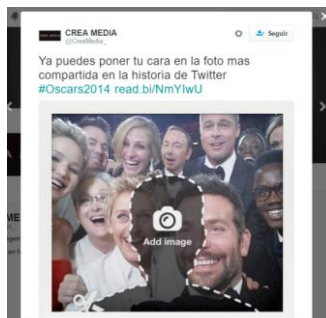 CREA MEDIA
@CreaMedia_
Seguir
Ya puedes poner tu cara en la foto mas
compartida en la historia de Twitter
#Oscars2014 read.bi/NmYIwU
Add image